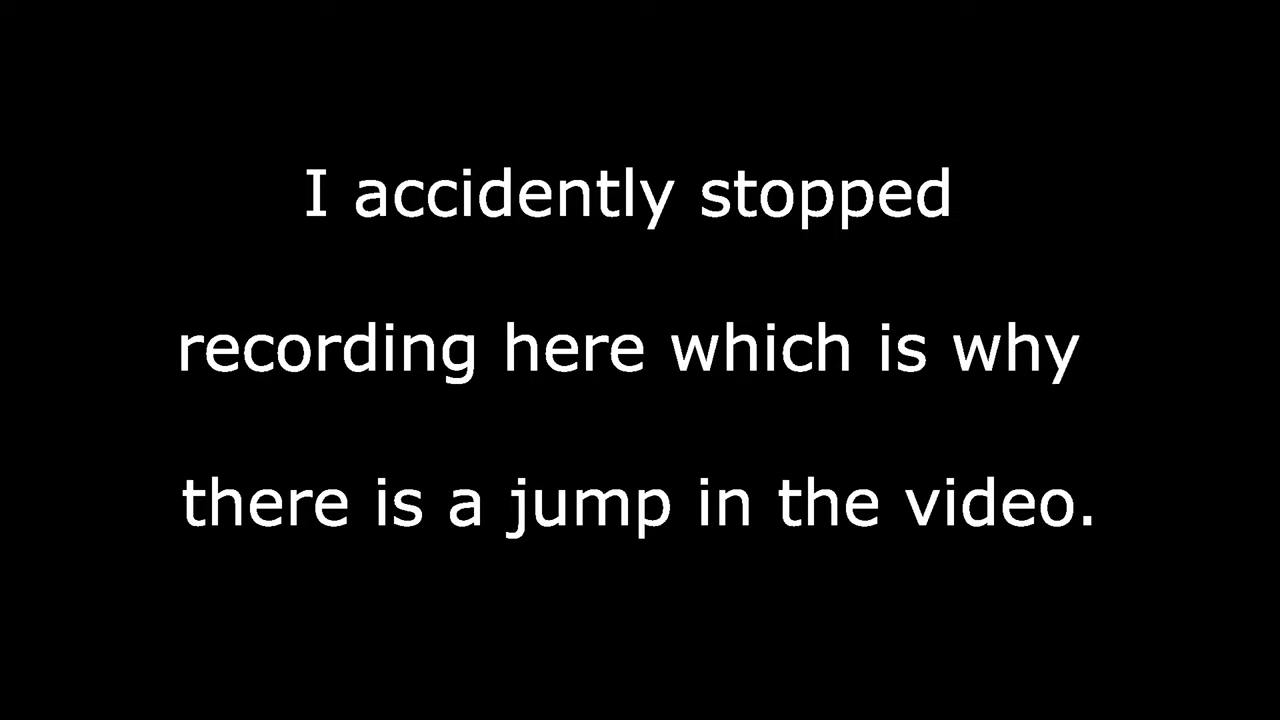 I accidently stopped
recording here which is why
there is a jump in the video.